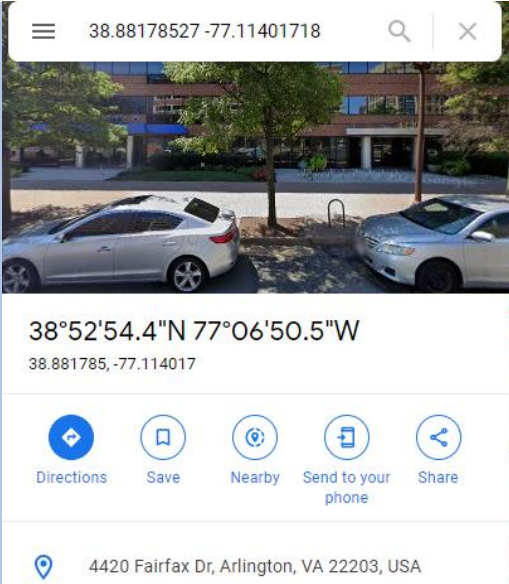 38.88178527 -77.11401718
38°52'54.4"N 77°06'50.5"W
38.881785, -77.114017
Directions
Save
Nearby
Send to your
phone
Share
4420 Fairfax Dr, Arlington, VA 22203, USA